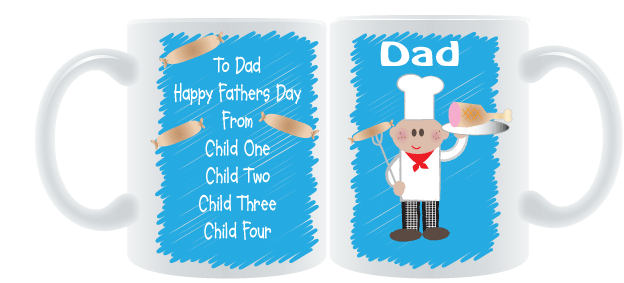 To Dad
Happy Fathers Day
From
Child One
Child Two
Child Three
Child Four
Dad